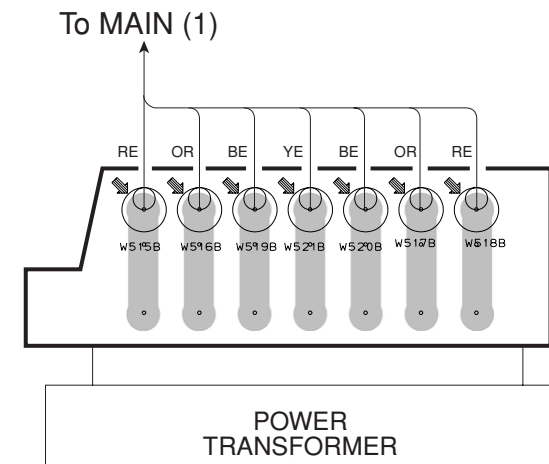 To MAIN (1)
RE OR BE YE BE OR RE
W515B W516B W519B W521B W520B W517B W518B
POWER
TRANSFORMER